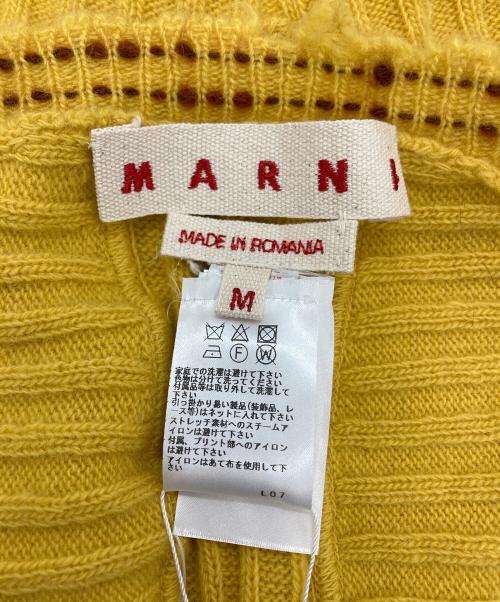 MARNI
MADE IN ROMANIA
M
F W
家庭での洗濯は避けて下さい
色物は分けて洗ってください
付属品等は取り外して洗濯して
下さい
引っ掛かり易い製品(装飾品、レ
ース等)はネットに入れて下さい
ストレッチ素材へのスチームア
イロンは避けて下さい
付属、プリント部へのアイロン
は避けて下さい
アイロンはあて布を使用して下
さい
L07